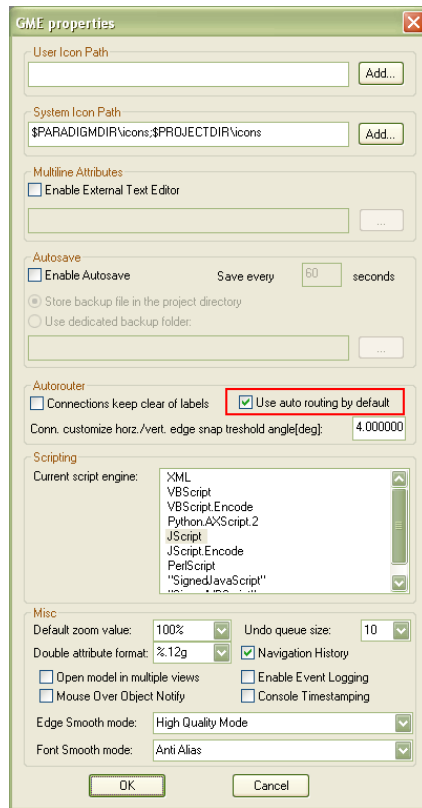 GME properties
User Icon Path
Add...
System Icon Path
$PARADIGMDIR\icons;$PROJECTDIR\icons
Add...
Multiline Attributes
Enable External Text Editor
...
Autosave
Enable Autosave Save every 60 seconds
Store backup file in the project directory
Use dedicated backup folder:
...
Autorouter
Connections keep clear of labels Use auto routing by default
Conn. customize horz./vert. edge snap treshold angle[deg]: 4.000000
Scripting
Current script engine: XML
VBScript
VBScript.Encode
Python.AXScript.2
JScript
JScript.Encode
PerlScript
"SignedJavaScript"
Misc
Default zoom value: 100% Undo queue size: 10
Double attribute format: %.12g Navigation History
Open model in multiple views Enable Event Logging
Mouse Over Object Notify Console Timestamping
Edge Smooth mode: High Quality Mode
Font Smooth mode: Anti Alias
OK Cancel